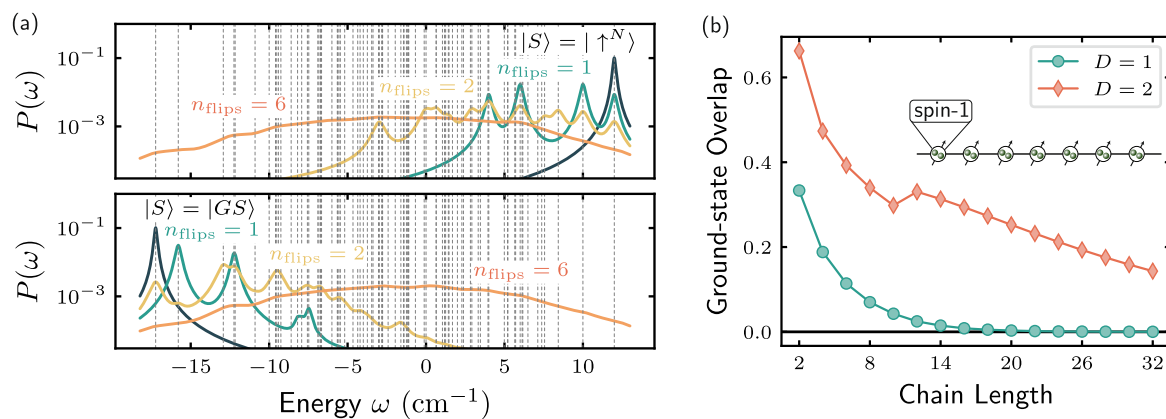 (a)
10⁻¹
10⁻³
P(ω)
|S⟩ = |↑ᴺ⟩
n_flips = 1
n_flips = 2
n_flips = 6
10⁻¹
10⁻³
P(ω)
|S⟩ = |GS⟩
n_flips = 1
n_flips = 2
n_flips = 6
−15 −10 −5 0 5 10
Energy ω (cm⁻¹)
(b)
Ground-state Overlap
0.6
0.4
0.2
0.0
D = 1
D = 2
spin-1
2 8 14 20 26 32
Chain Length